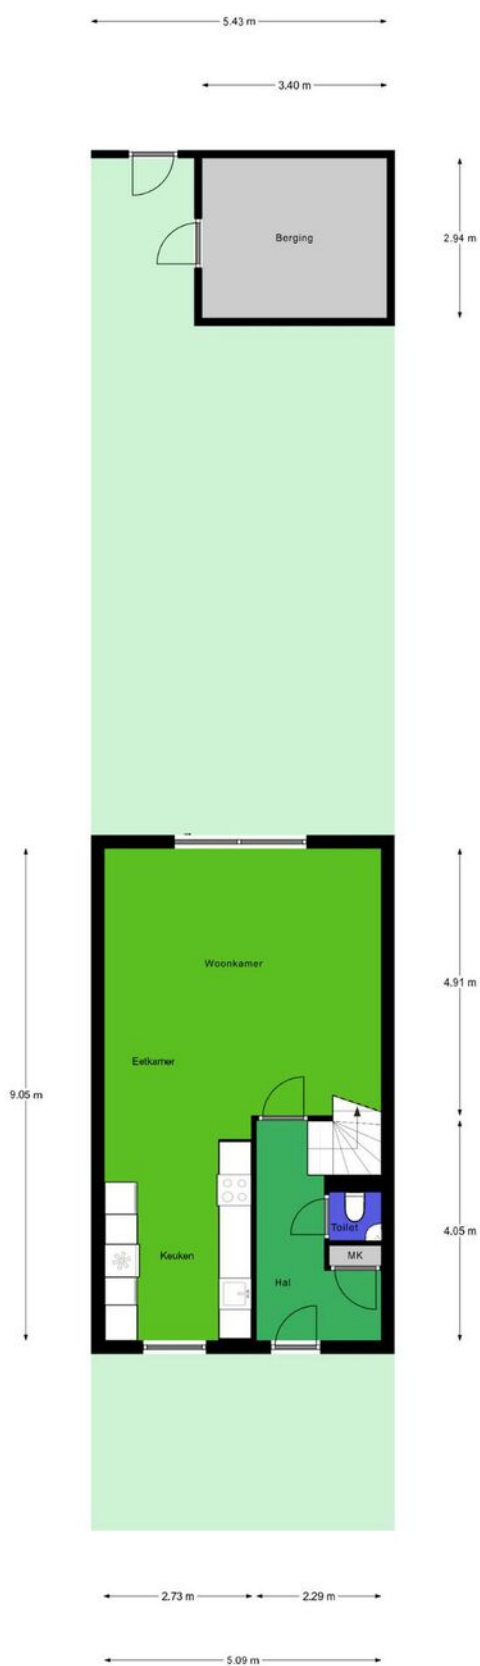 5.43 m
3.40 m
Berging
2.94 m
Woonkamer
4.91 m
Eetkamer
9.05 m
Toilet
4.05 m
Keuken
MK
Hal
2.73 m
2.29 m
5.09 m